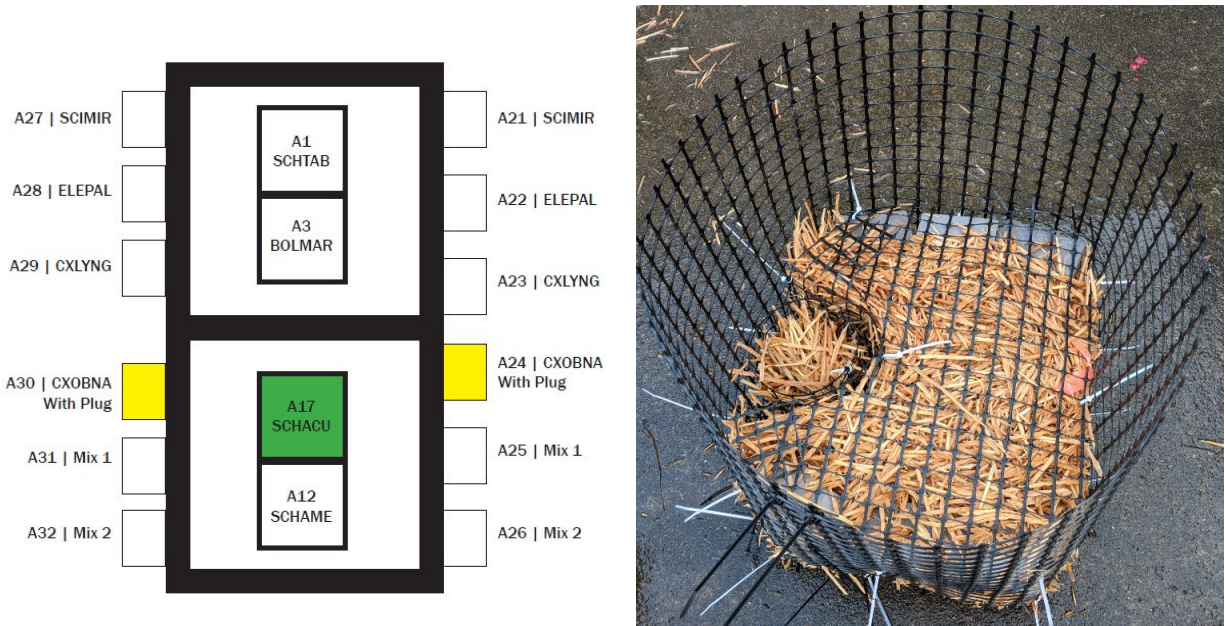 A27 | SCIMIR
A28 | ELEPAL
A29 | CXLYNG
A30 | CXOBNA
With Plug
A31 | Mix 1
A32 | Mix 2
A1
SCHTAB
A3
BOLMAR
A17
SCHACU
A12
SCHAME
A21 | SCIMIR
A22 | ELEPAL
A23 | CXLYNG
A24 | CXOBNA
With Plug
A25 | Mix 1
A26 | Mix 2